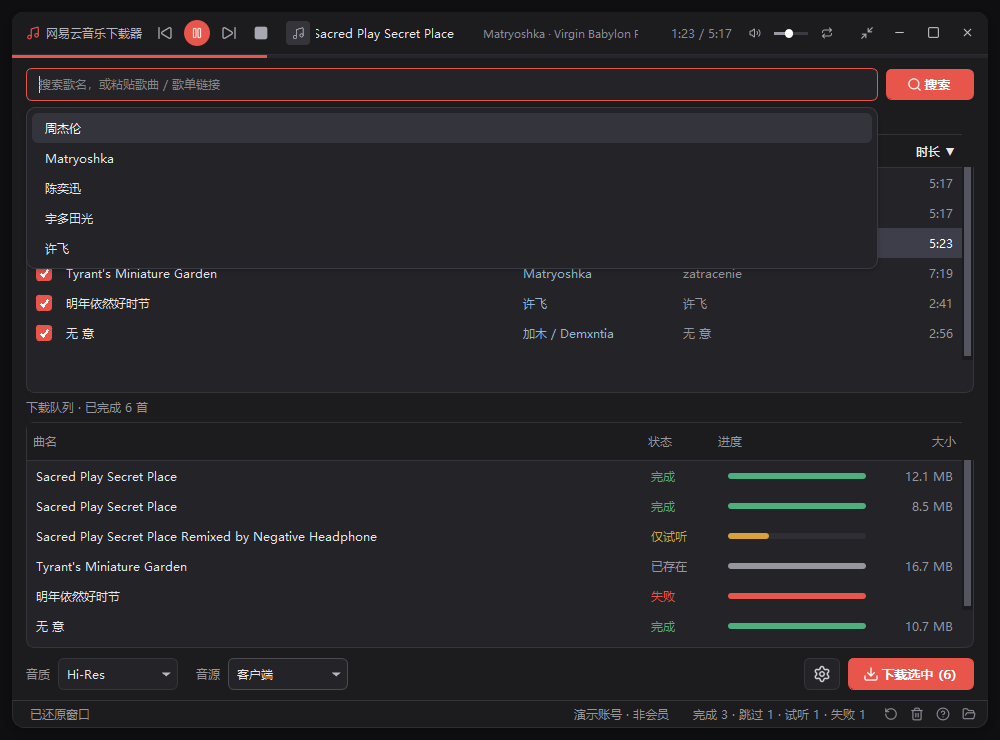 网易云音乐下载器 Sacred Play Secret Place Matryoshka · Virgin Babylon F 1:23 / 5:17
搜索歌名，或粘贴歌曲 / 歌单链接 搜索
周杰伦
时长 ▼
Matryoshka
陈奕迅 5:17
宇多田光 5:17
许飞 5:23
Tyrant's Miniature Garden Matryoshka zatracenie 7:19
明年依然好时节 许飞 许飞 2:41
无 意 加木 / Demxntia 无 意 2:56
下载队列 · 已完成 6 首
曲名 状态 进度 大小
Sacred Play Secret Place 完成 12.1 MB
Sacred Play Secret Place 完成 8.5 MB
Sacred Play Secret Place Remixed by Negative Headphone 仅试听
Tyrant's Miniature Garden 已存在 16.7 MB
明年依然好时节 失败
无 意 完成 10.7 MB
音质 Hi-Res 音源 客户端 下载选中 (6)
已还原窗口 演示账号 · 非会员 完成 3 · 跳过 1 · 试听 1 · 失败 1